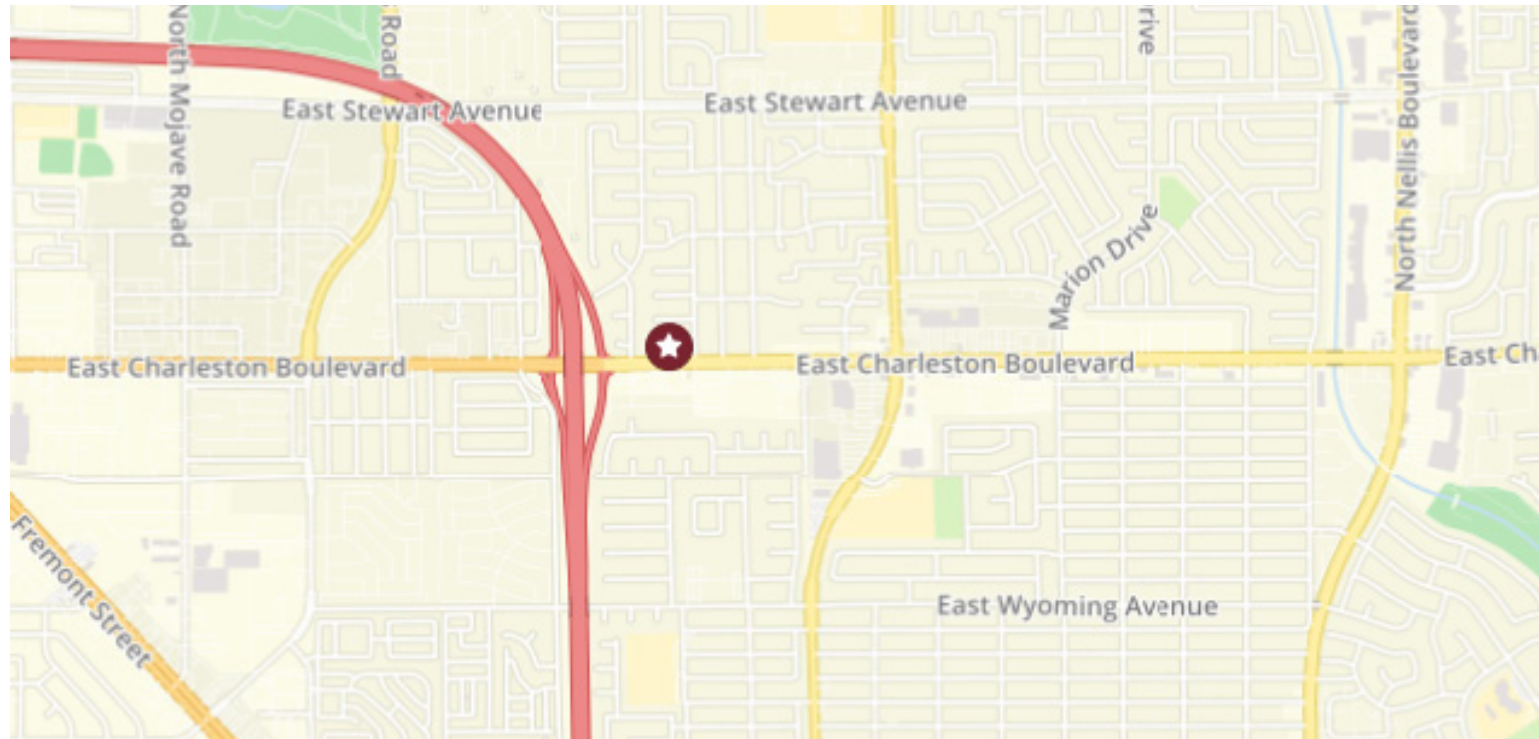 North Mojave Road
Road
rive
North Nellis Boulevard
East Stewart Avenue
East Stewart Avenue
Marion Drive
East Charleston Boulevard
East Charleston Boulevard
East Ch
Fremont Street
East Wyoming Avenue